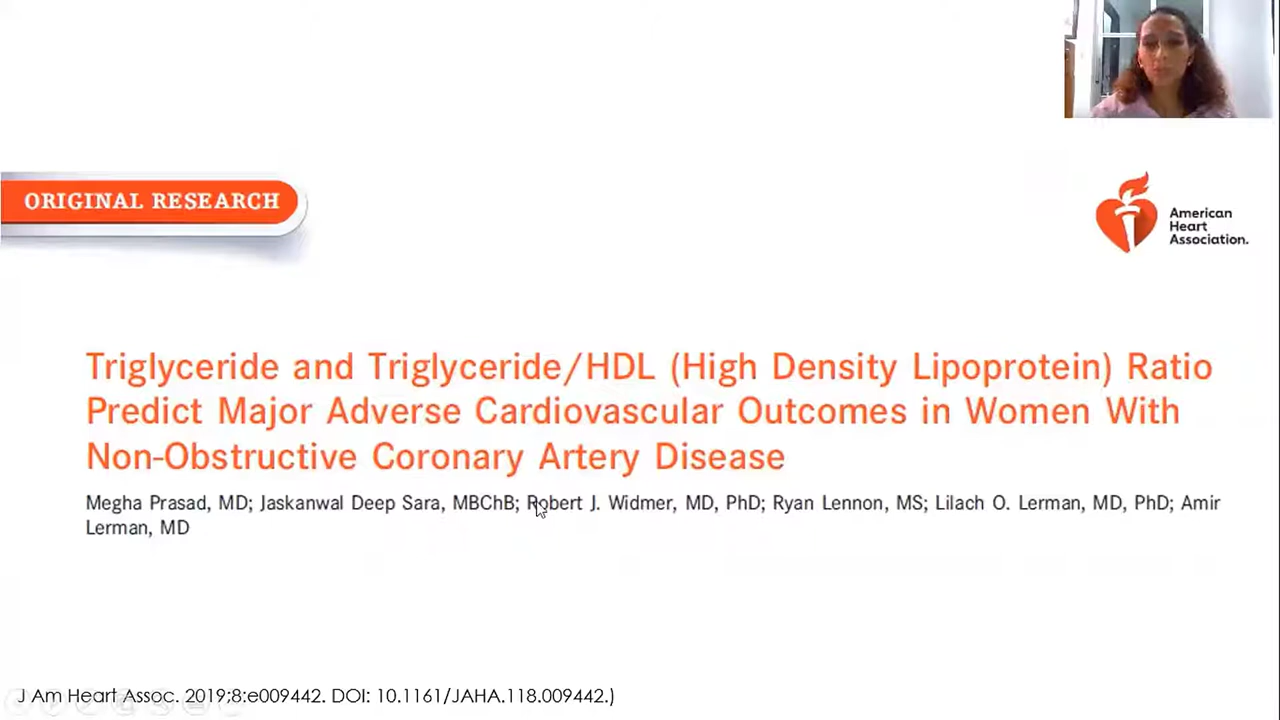 ORIGINAL RESEARCH
American
Heart
Association.
Triglyceride and Triglyceride/HDL (High Density Lipoprotein) Ratio
Predict Major Adverse Cardiovascular Outcomes in Women With
Non-Obstructive Coronary Artery Disease
Megha Prasad, MD; Jaskanwal Deep Sara, MBChB; Robert J. Widmer, MD, PhD; Ryan Lennon, MS; Lilach O. Lerman, MD, PhD; Amir
Lerman, MD
J Am Heart Assoc. 2019;8:e009442. DOI: 10.1161/JAHA.118.009442.)